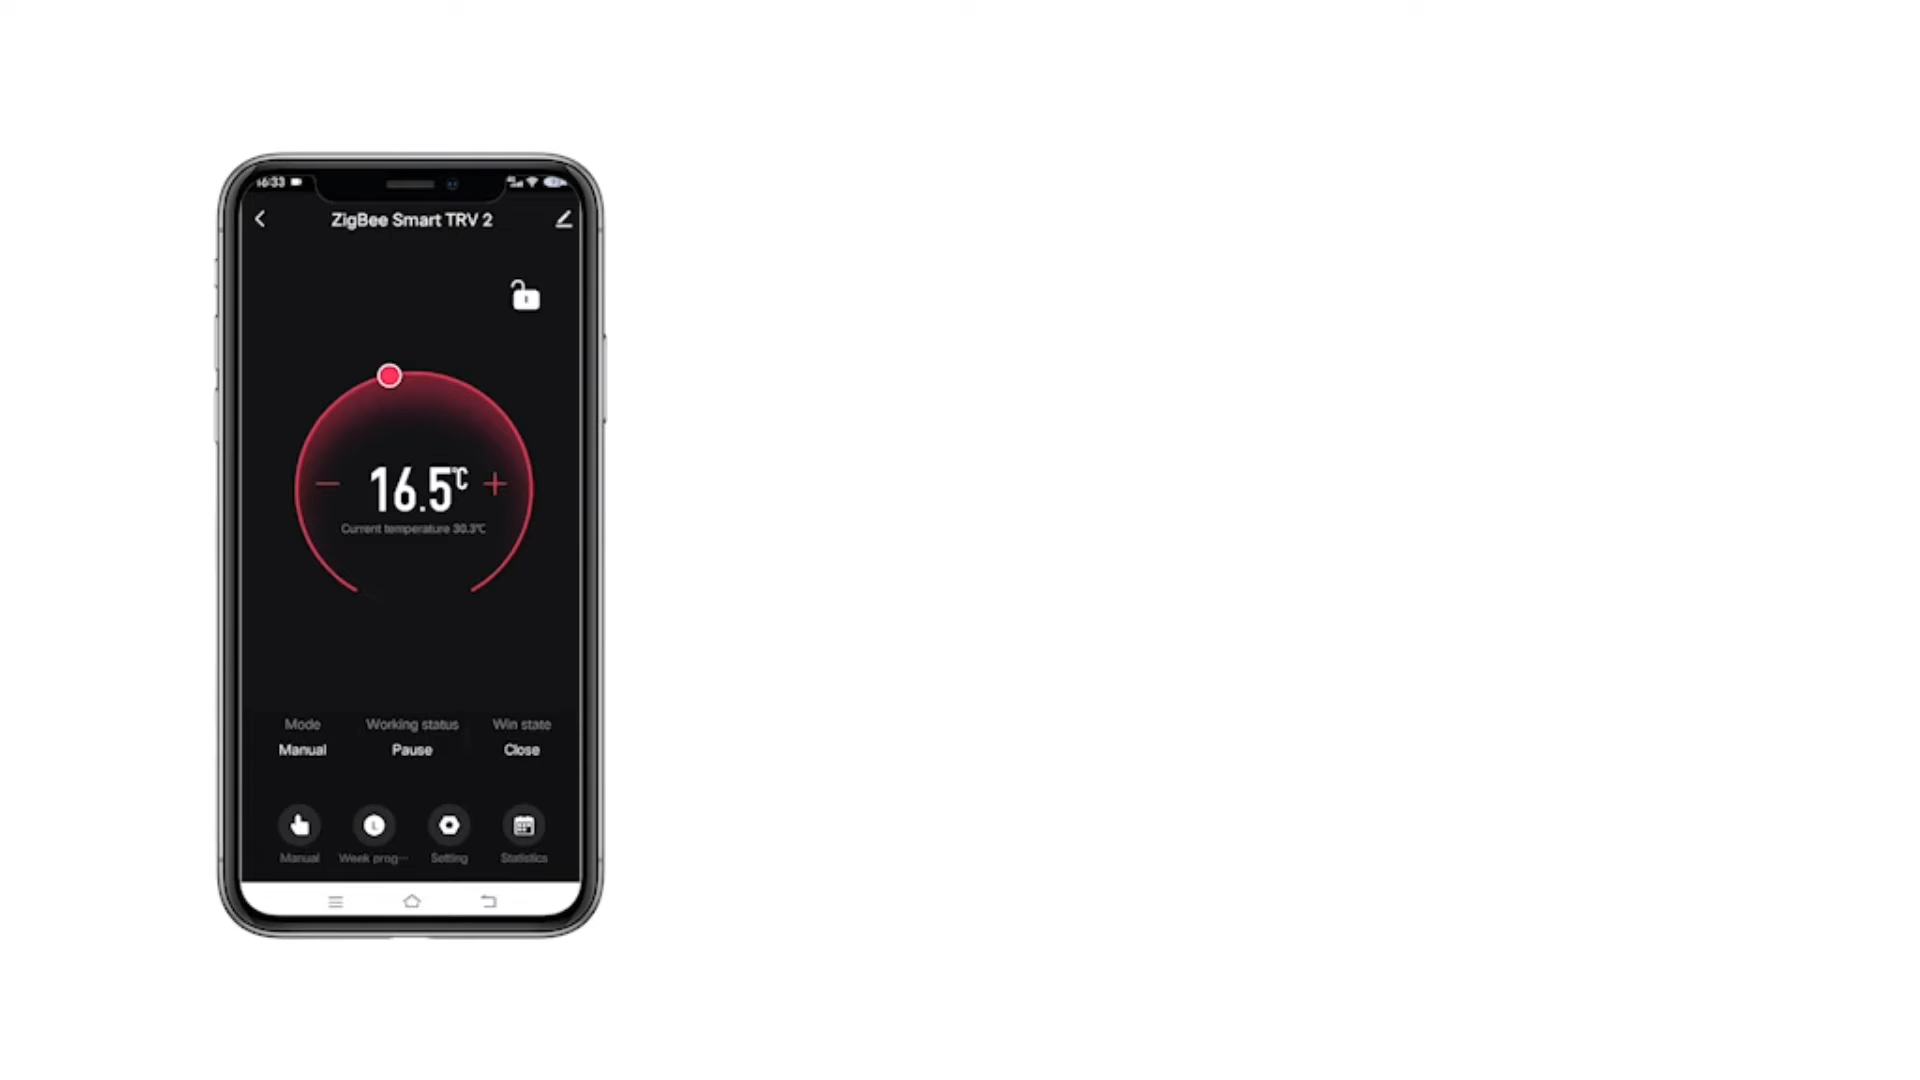 16:33
ZigBee Smart TRV 2
16.5℃
Current temperature 30.3℃
Mode Working status Win state
Manual Pause Close
Manual Week prog··· Setting Statistics